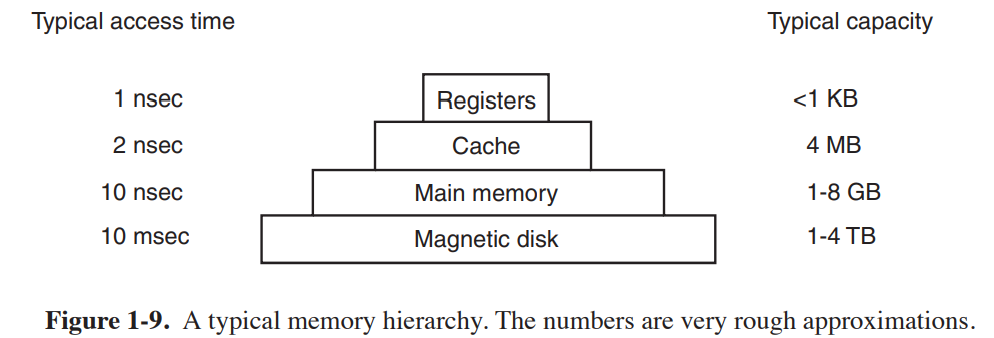 Typical access time Typical capacity
1 nsec Registers <1 KB
2 nsec Cache 4 MB
10 nsec Main memory 1-8 GB
10 msec Magnetic disk 1-4 TB
Figure 1-9. A typical memory hierarchy. The numbers are very rough approximations.